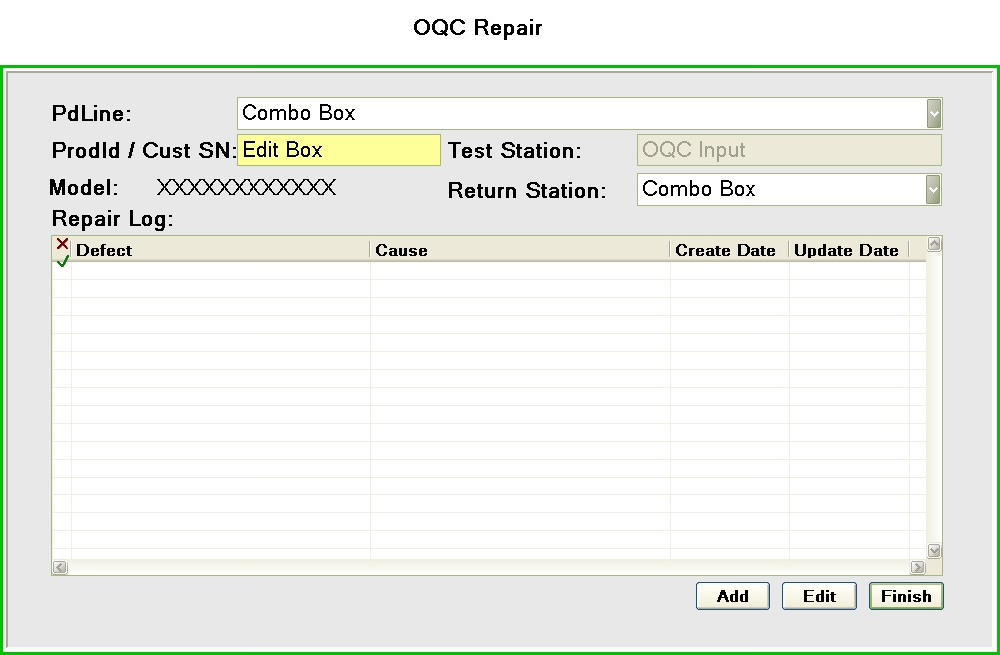 OQC Repair
PdLine: Combo Box
ProdId / Cust SN: Edit Box Test Station: OQC Input
Model: XXXXXXXXXXXX Return Station: Combo Box
Repair Log:
Defect Cause Create Date Update Date
Add Edit Finish